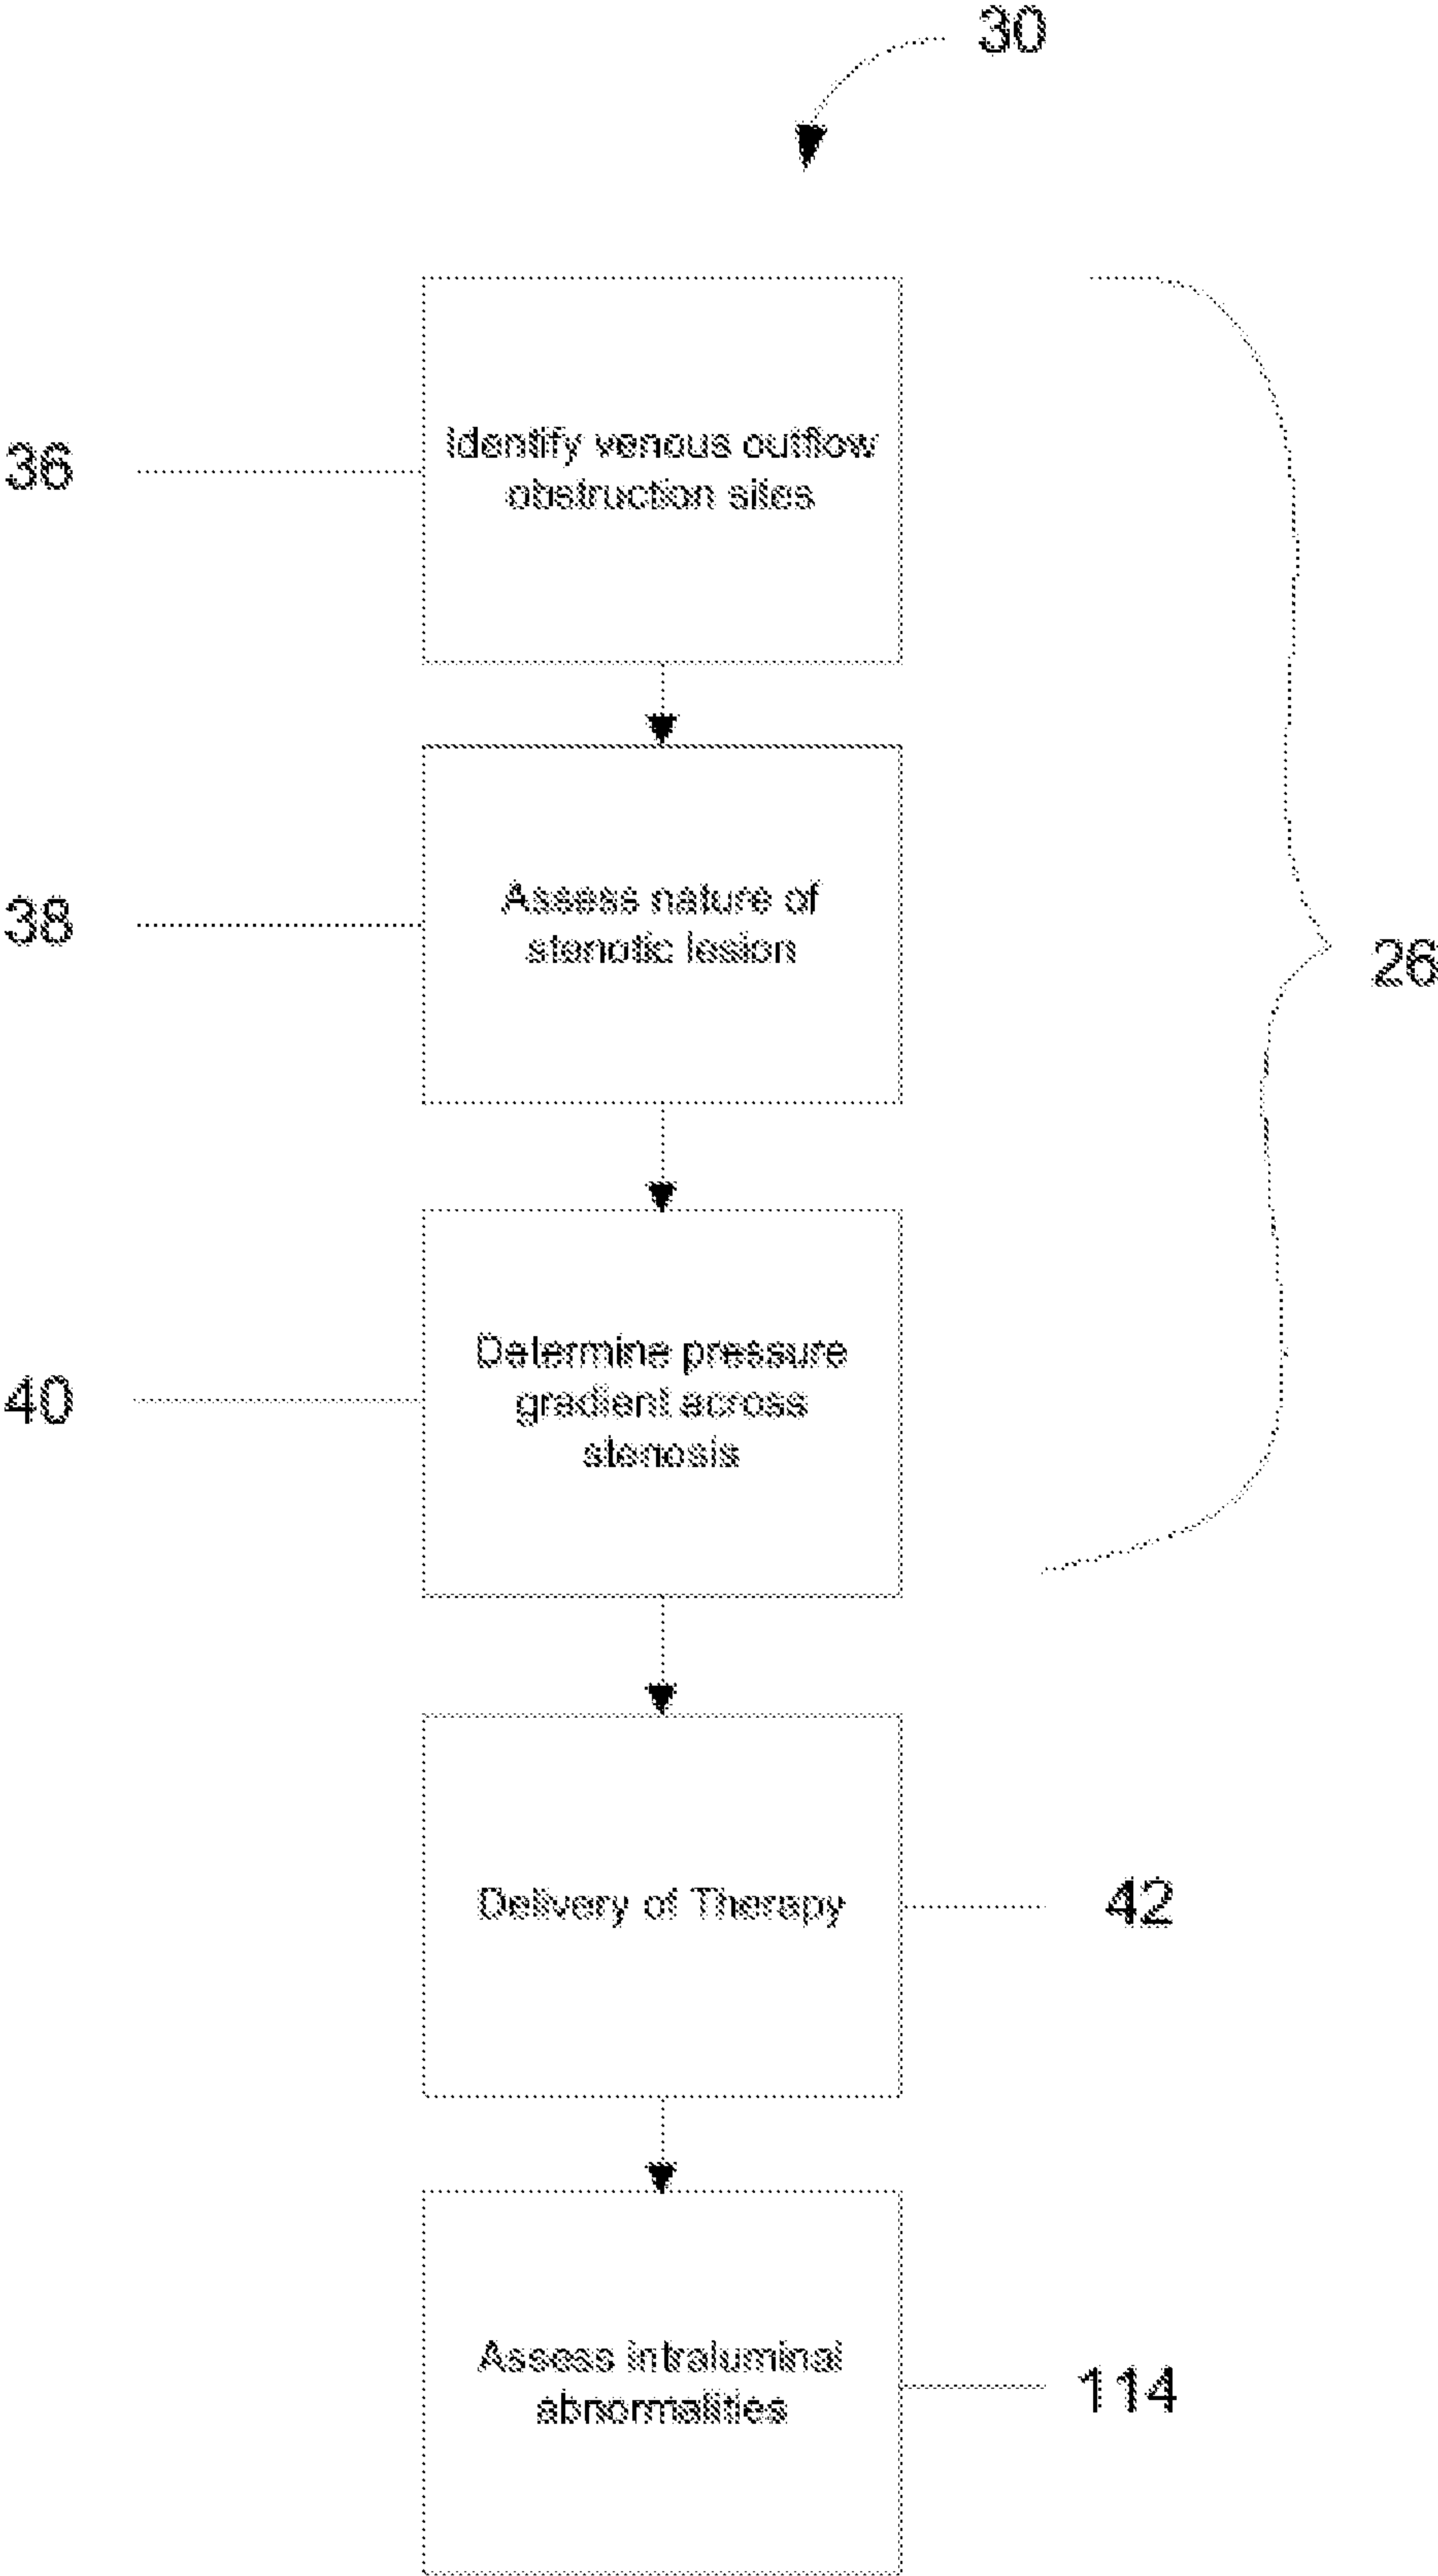 30
Identify venous outflow
obstruction sites
36
Assess nature of
stenotic lesion
38
26
Determine pressure
gradient across
stenosis
40
Delivery of Therapy
42
Assess intraluminal
abnormalities
114